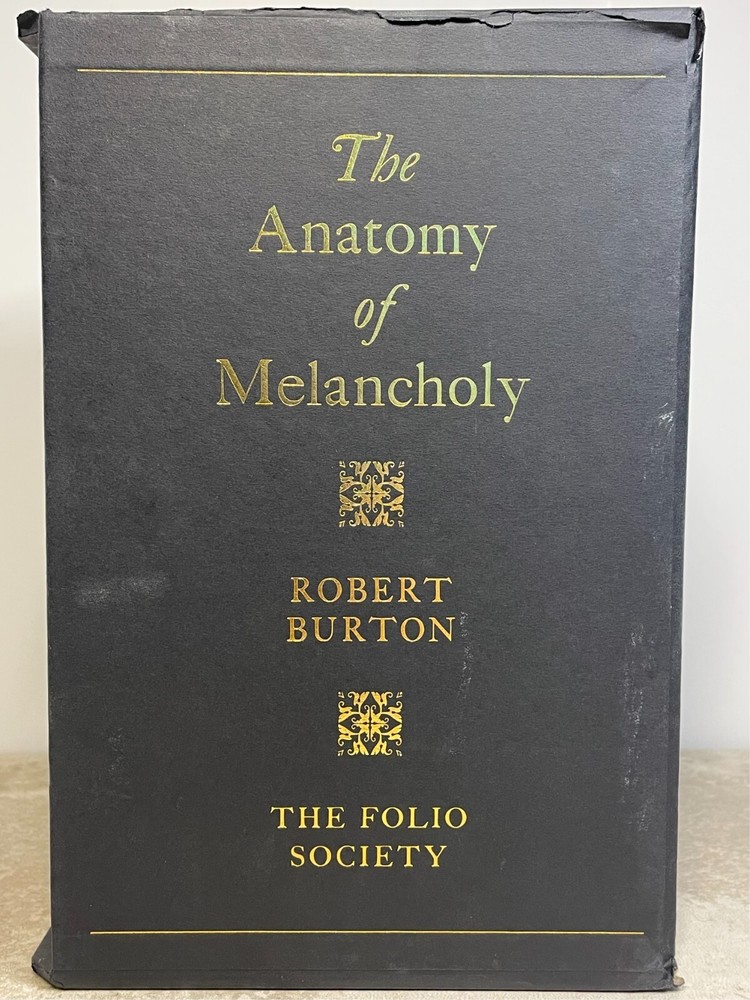 The
Anatomy
of
Melancholy
ROBERT
BURTON
THE FOLIO
SOCIETY